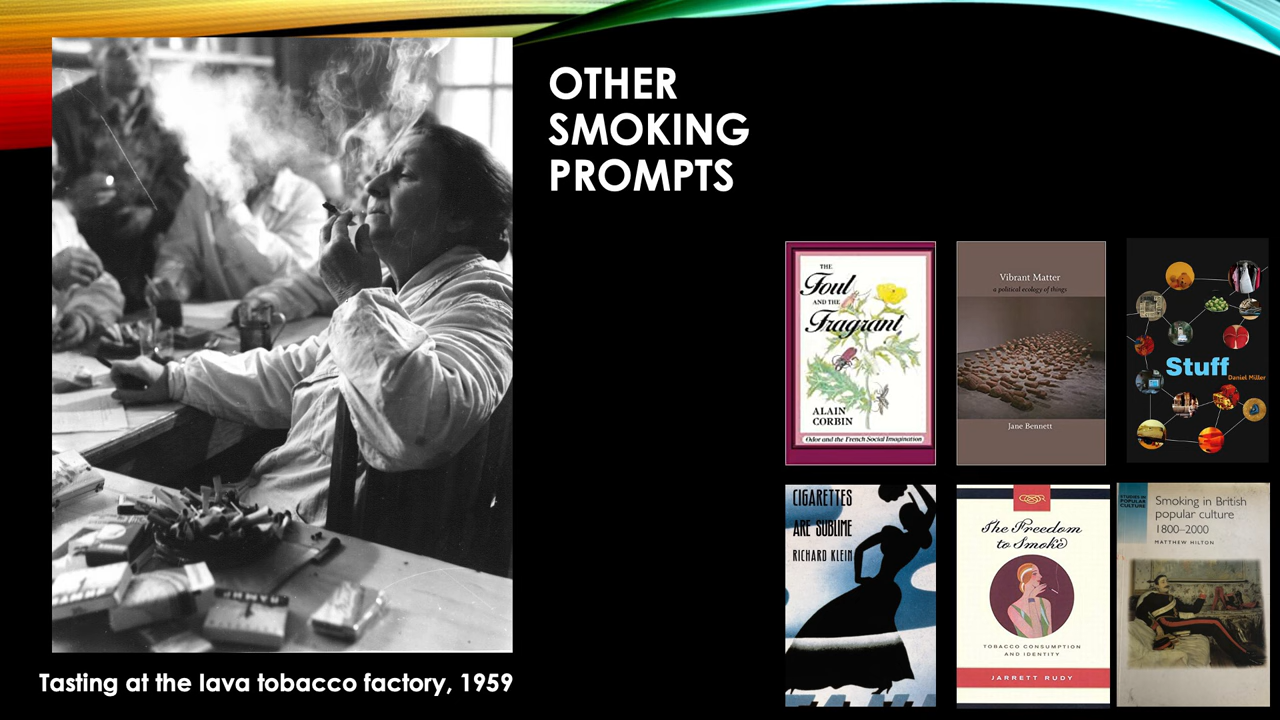 OTHER
SMOKING
PROMPTS
Tasting at the lava tobacco factory, 1959
THE
Foul
AND THE
Fragrant
ALAIN
CORBIN
Odor and the French Social Imagination
Vibrant Matter
a political ecology of things
Jane Bennett
Stuff
Daniel Miller
CIGARETTES
ARE SUBLIME
RICHARD KLEIN
The Freedom
to Smoke
TOBACCO CONSUMPTION
AND IDENTITY
JARRETT RUDY
STUDIES IN
POPULAR
CULTURE
Smoking in British
popular culture
1800–2000
MATTHEW HILTON